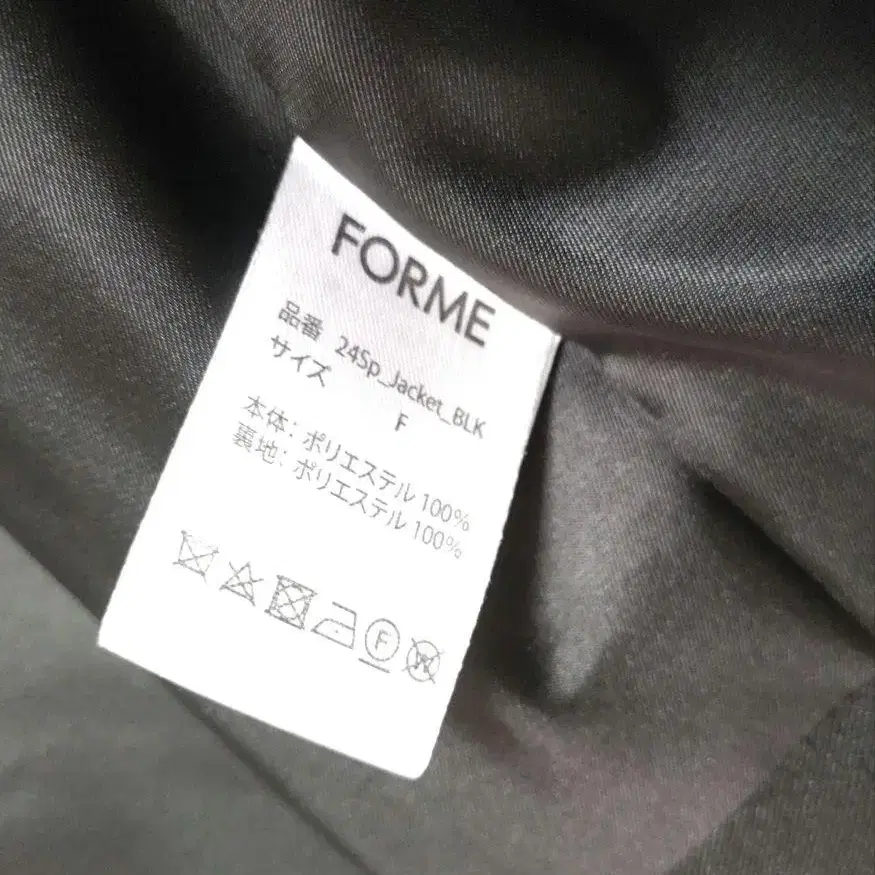 FORME
品番 24Sp_Jacket_BLK
サイズ F
本体: ポリエステル 100%
裏地: ポリエステル 100%
F
W